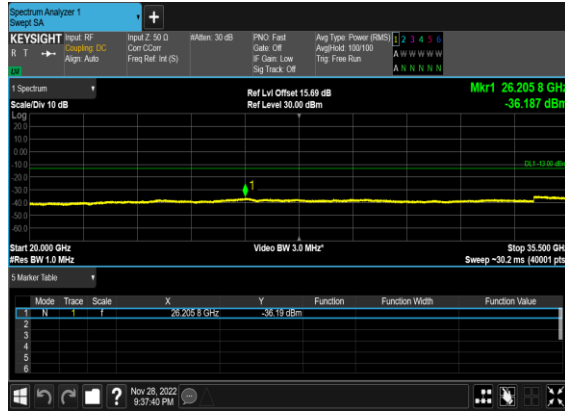 Spectrum Analyzer 1
Swept SA
+
KEYSIGHT Input: RF Input Z: 50 Ω #Atten: 30 dB PNO: Fast Avg Type: Power (RMS) 1 2 3 4 5 6
R T Coupling: DC Corr CCorr Gate: Off Avg|Hold: 100/100 A W W W W W
Align: Auto Freq Ref: Int (S) IF Gain: Low Trig: Free Run
Sig Track: Off A N N N N N
1 Spectrum Ref Lvl Offset 15.69 dB Mkr1 26.205 8 GHz
Scale/Div 10 dB Ref Level 30.00 dBm -36.187 dBm
Log
20.0
10.0
0.00
-10.0 DL1 -13.00 dBm
-20.0
-30.0 1
-40.0
-50.0
-60.0
Start 20.000 GHz Video BW 3.0 MHz* Stop 35.500 GHz
#Res BW 1.0 MHz Sweep ~30.2 ms (40001 pts)
5 Marker Table
Mode Trace Scale X Y Function Function Width Function Value
1 N 1 f 26.205 8 GHz -36.19 dBm
2
3
4
5
6
? Nov 28, 2022
9:37:40 PM